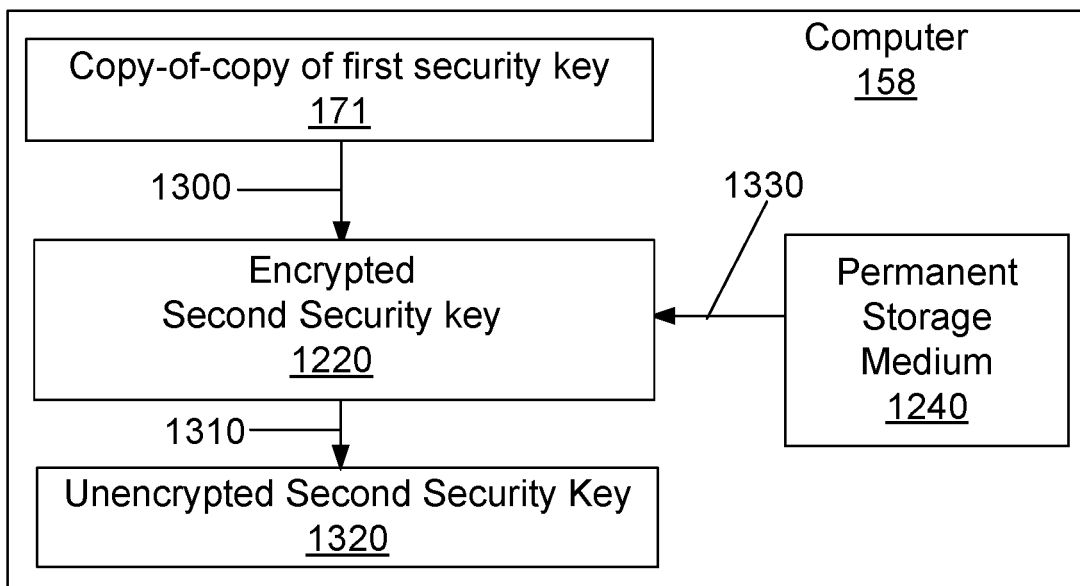 Computer
158
Copy-of-copy of first security key
171
1300
1330
Encrypted
Second Security key
1220
Permanent
Storage
Medium
1240
1310
Unencrypted Second Security Key
1320